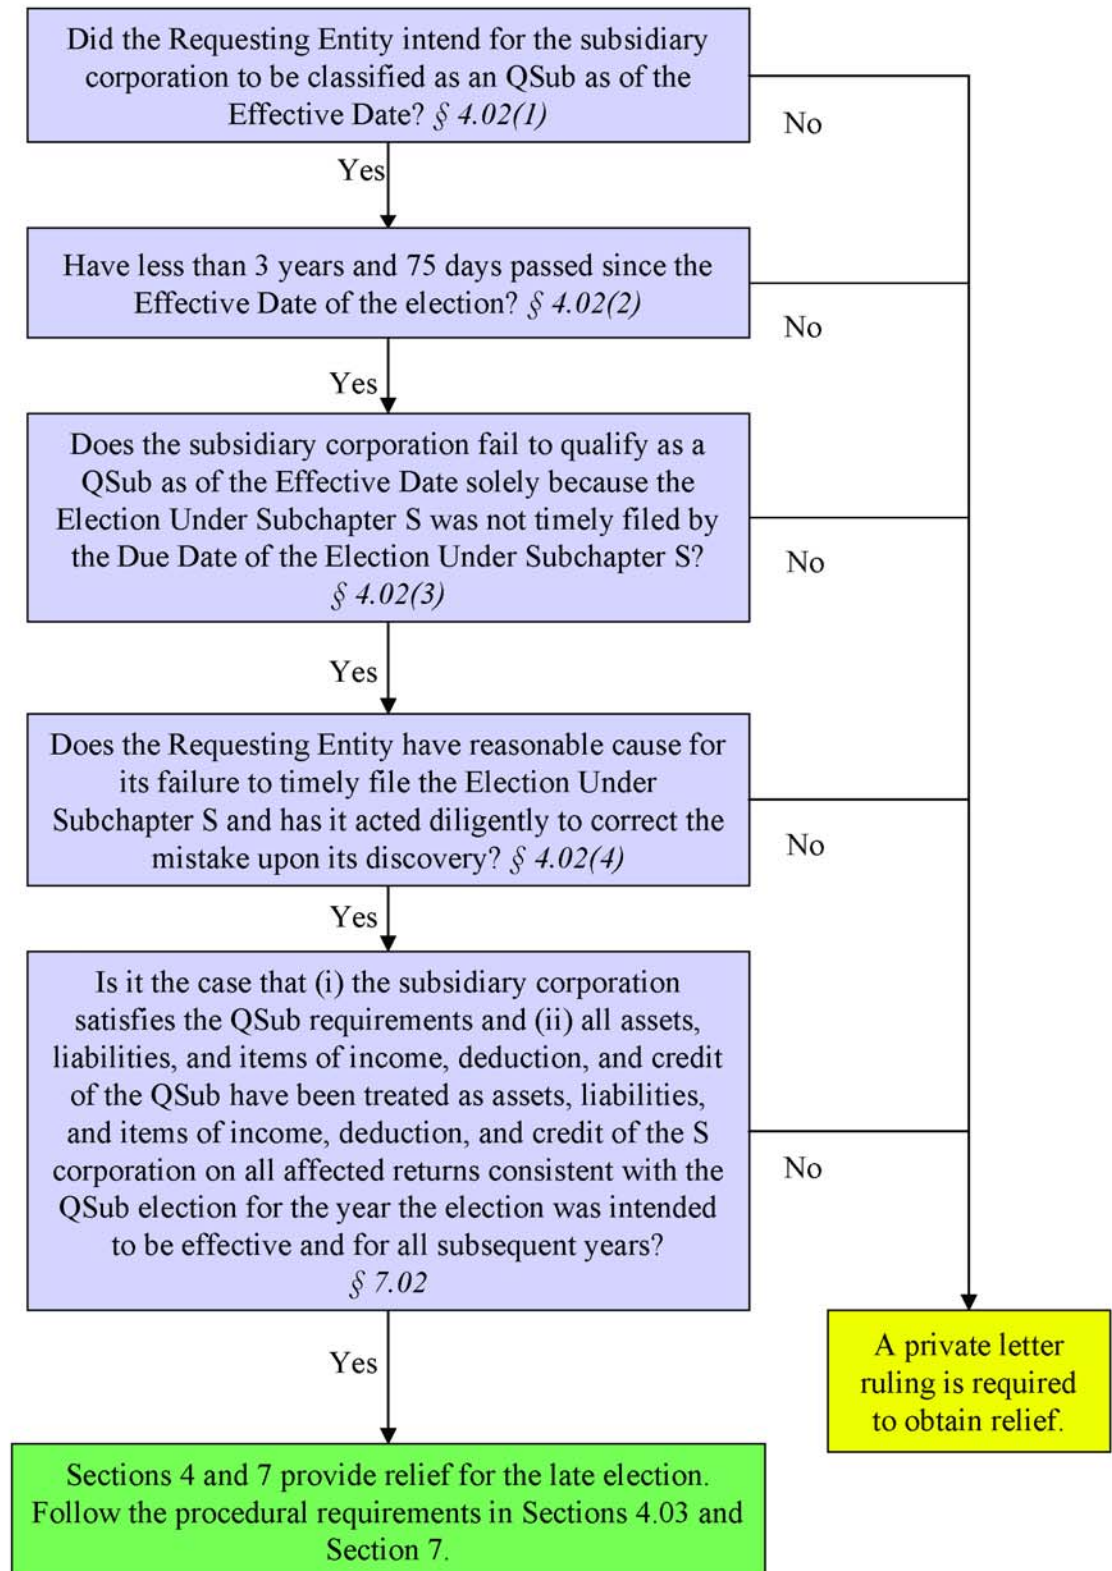 Did the Requesting Entity intend for the subsidiary
corporation to be classified as an QSub as of the
Effective Date? § 4.02(1)
No
Yes
Have less than 3 years and 75 days passed since the
Effective Date of the election? § 4.02(2)
No
Yes
Does the subsidiary corporation fail to qualify as a
QSub as of the Effective Date solely because the
Election Under Subchapter S was not timely filed by
the Due Date of the Election Under Subchapter S?
§ 4.02(3)
No
Yes
Does the Requesting Entity have reasonable cause for
its failure to timely file the Election Under
Subchapter S and has it acted diligently to correct the
mistake upon its discovery? § 4.02(4)
No
Yes
Is it the case that (i) the subsidiary corporation
satisfies the QSub requirements and (ii) all assets,
liabilities, and items of income, deduction, and credit
of the QSub have been treated as assets, liabilities,
and items of income, deduction, and credit of the S
corporation on all affected returns consistent with the
QSub election for the year the election was intended
to be effective and for all subsequent years?
§ 7.02
No
Yes
A private letter
ruling is required
to obtain relief.
Sections 4 and 7 provide relief for the late election.
Follow the procedural requirements in Sections 4.03 and
Section 7.